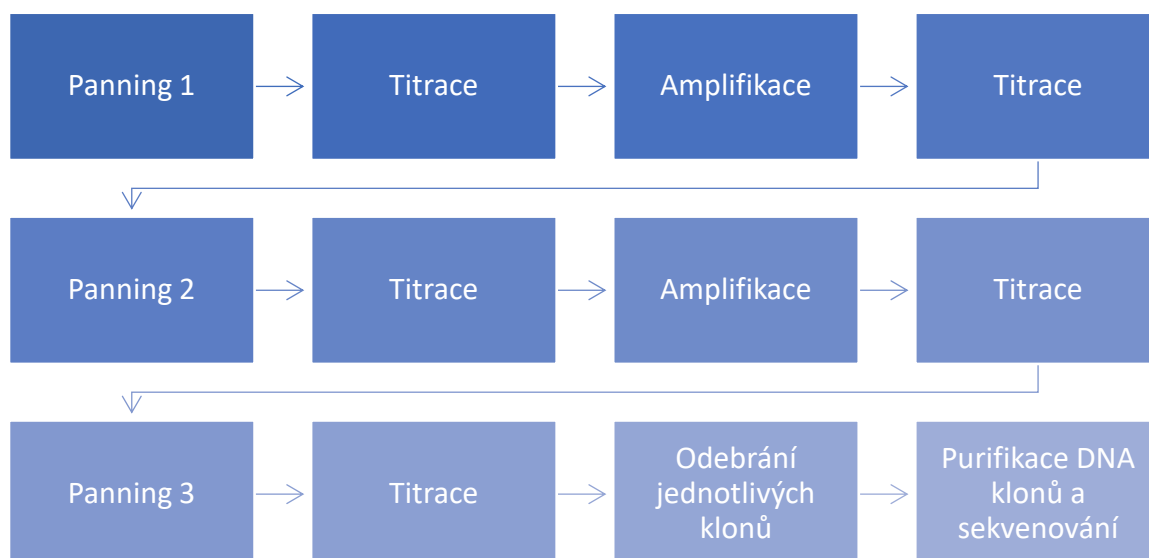 Panning 1
Titrace
Amplifikace
Titrace
Panning 2
Titrace
Amplifikace
Titrace
Panning 3
Titrace
Odebrání
jednotlivých
klonů
Purifikace DNA
klonů a
sekvenování